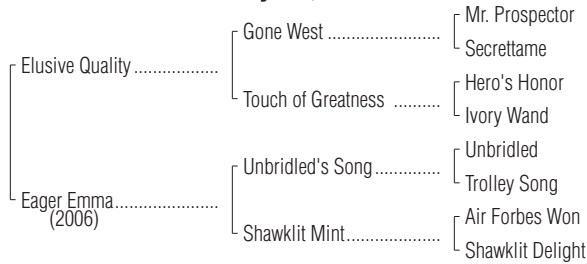 Mr. Prospector
Gone West ....................
Secrettame
Elusive Quality ...............
Hero's Honor
Touch of Greatness ..........
Ivory Wand
Unbridled
Unbridled's Song..............
Trolley Song
Eager Emma...................
(2006)
Air Forbes Won
Shawklit Mint...................
Shawklit Delight